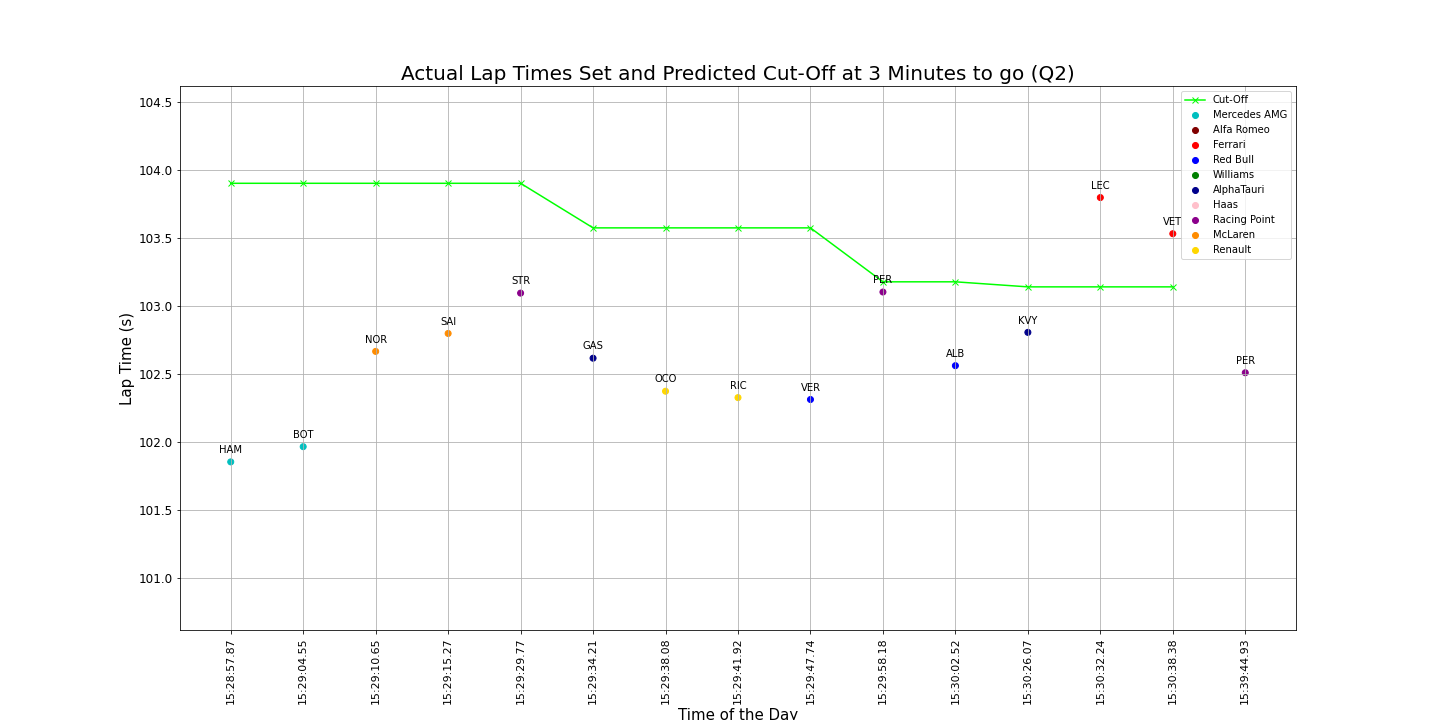 Actual Lap Times Set and Predicted Cut-Off at 3 Minutes to go (Q2)
Lap Time (s)
104.5
104.0
103.5
103.0
102.5
102.0
101.5
101.0
HAM
BOT
NOR
SAI
STR
GAS
OCO
RIC
VER
PER
ALB
KVY
LEC
VET
PER
Cut-Off
Mercedes AMG
Alfa Romeo
Ferrari
Red Bull
Williams
AlphaTauri
Haas
Racing Point
McLaren
Renault
15:28:57.87
15:29:04.55
15:29:10.65
15:29:15.27
15:29:29.77
15:29:34.21
15:29:38.08
15:29:41.92
15:29:47.74
15:29:58.18
15:30:02.52
15:30:26.07
15:30:32.24
15:30:38.38
15:39:44.93
Time of the Day